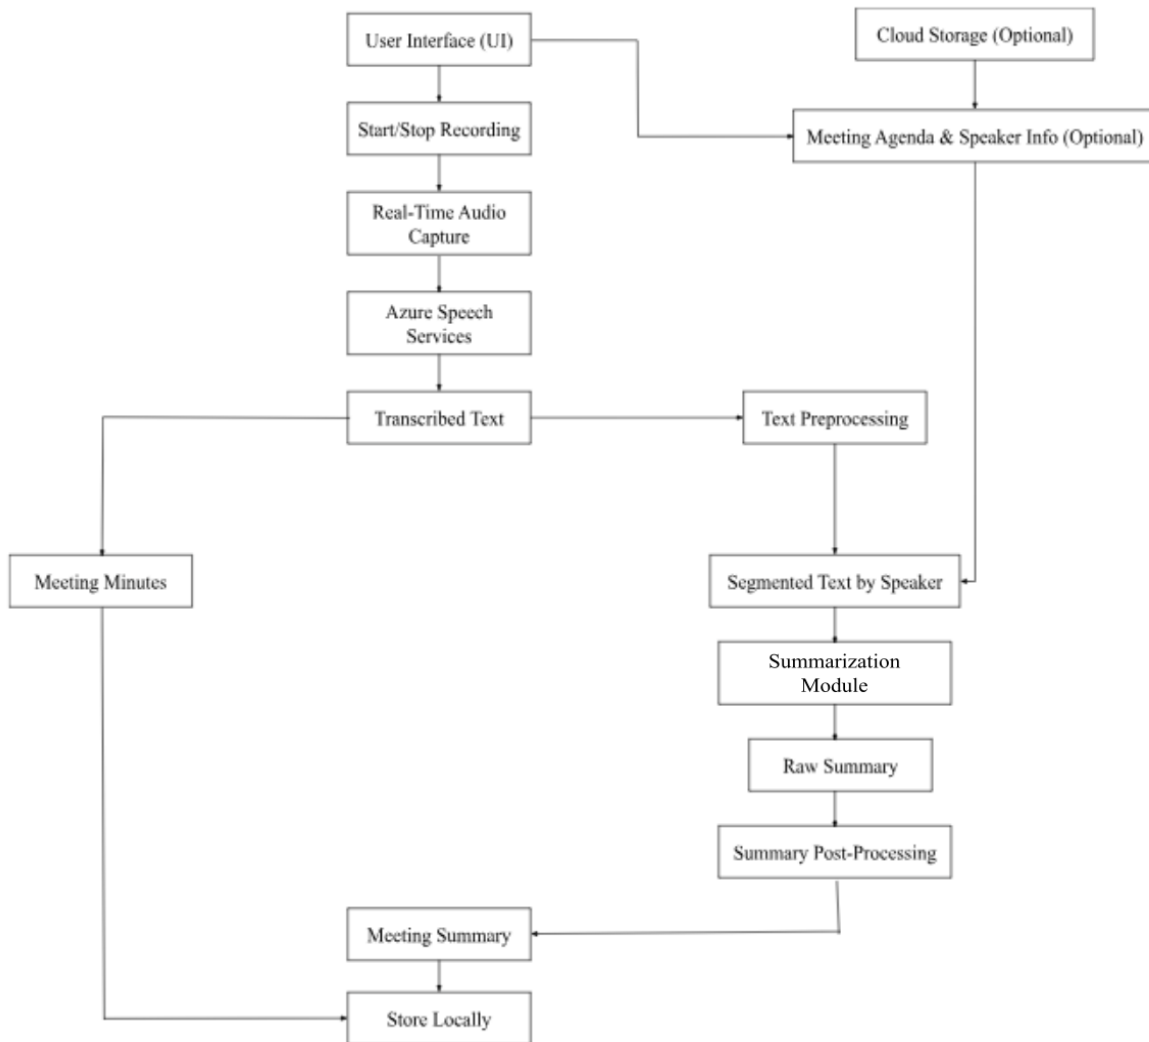 User Interface (UI)
Cloud Storage (Optional)
Start/Stop Recording
Meeting Agenda & Speaker Info (Optional)
Real-Time Audio
Capture
Azure Speech
Services
Transcribed Text
Text Preprocessing
Meeting Minutes
Segmented Text by Speaker
Summarization
Module
Raw Summary
Summary Post-Processing
Meeting Summary
Store Locally